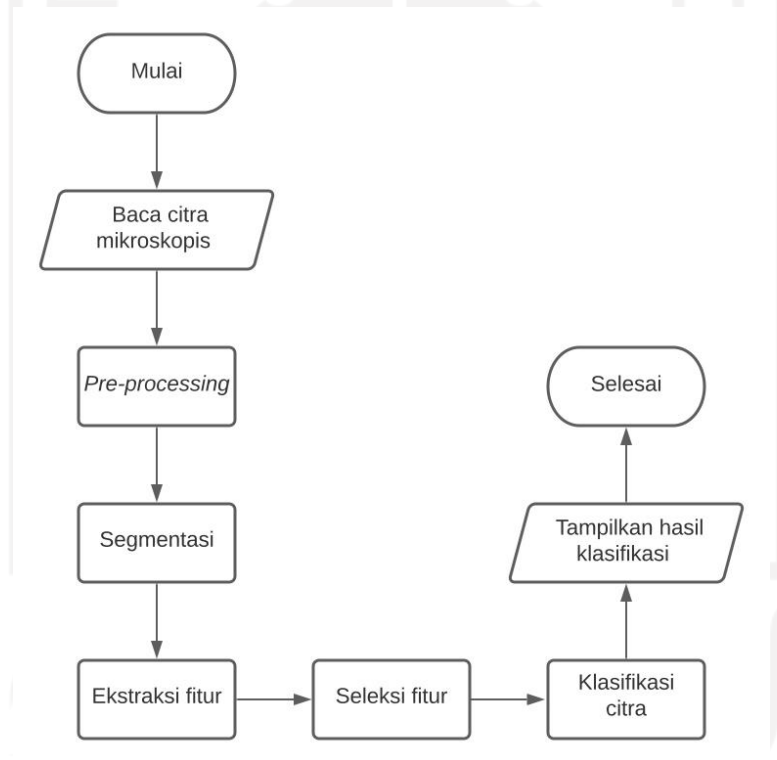 Mulai
Baca citra
mikroskopis
Pre-processing
Segmentasi
Ekstraksi fitur
Seleksi fitur
Klasifikasi
citra
Tampilkan hasil
klasifikasi
Selesai